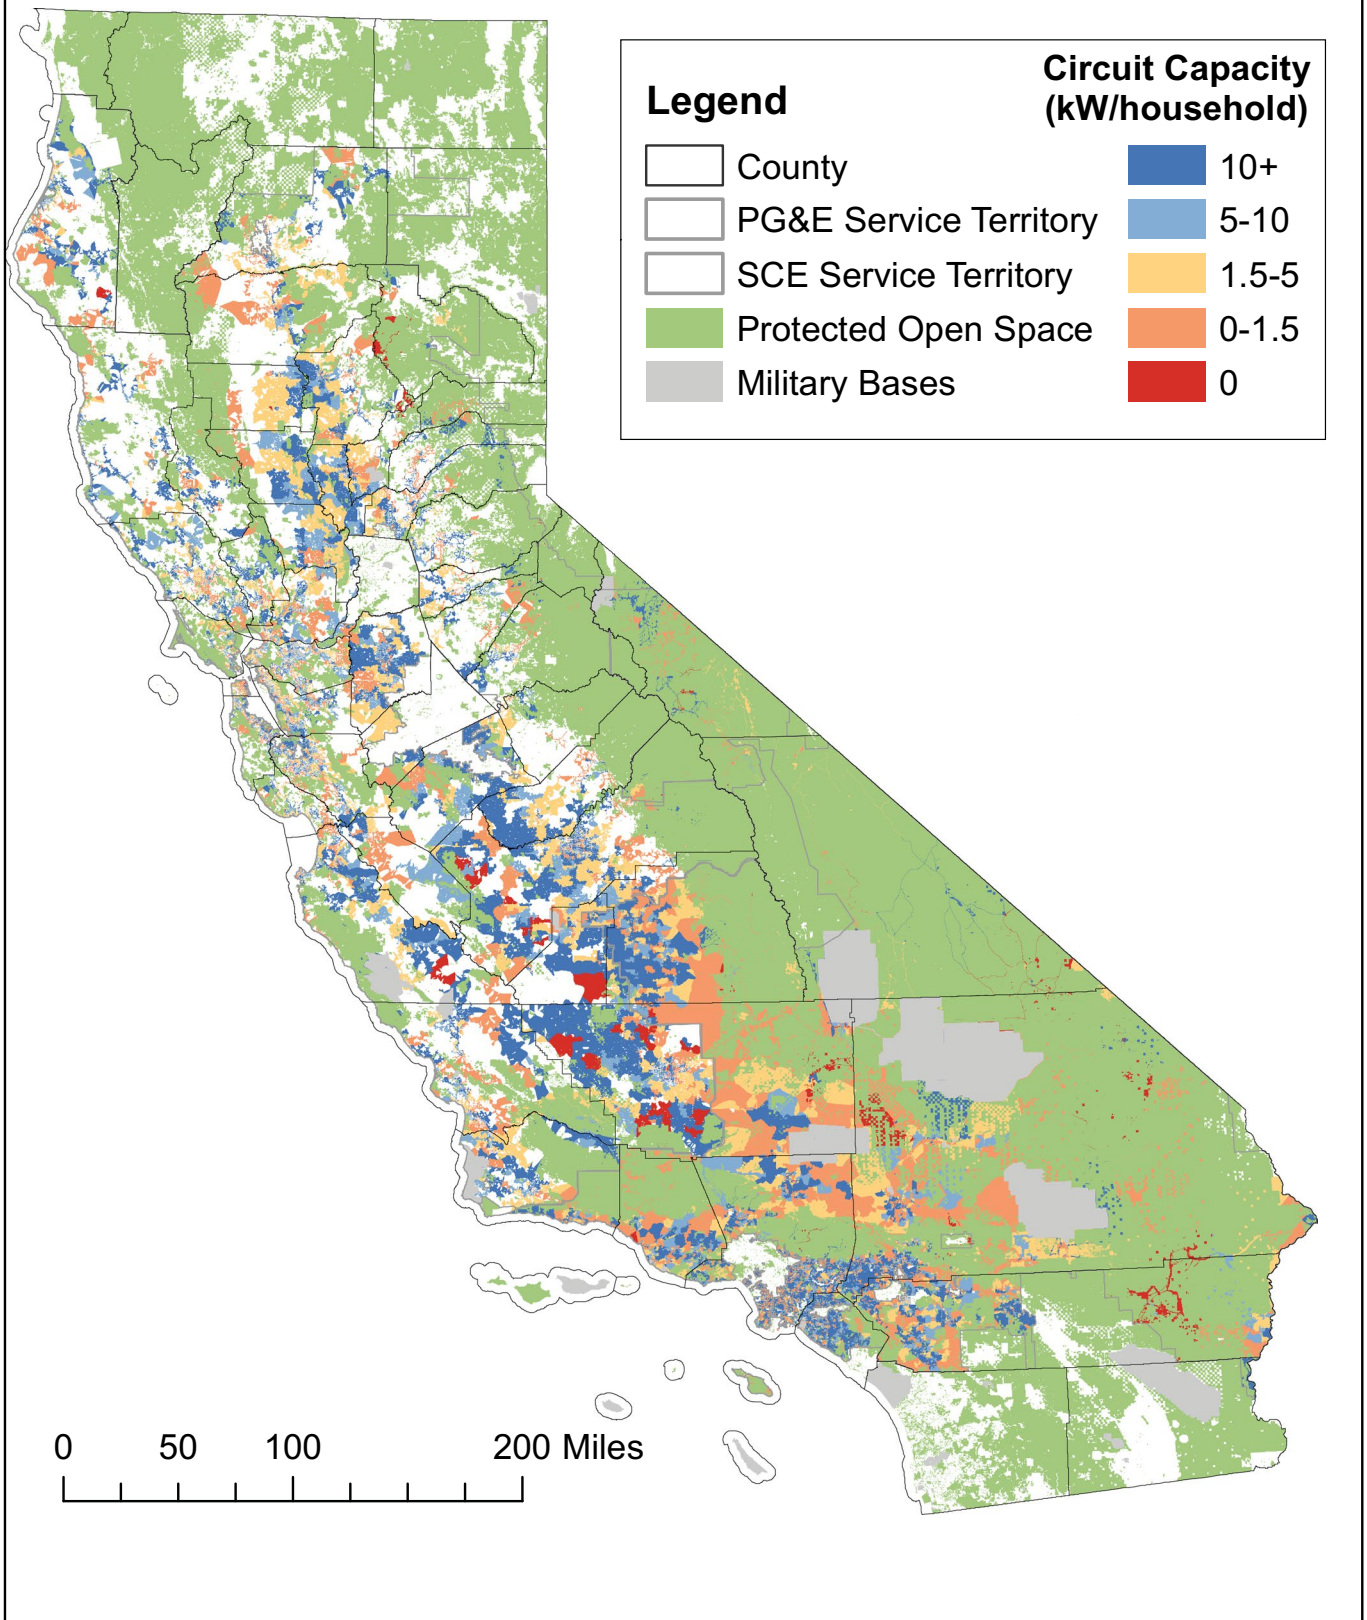 Legend
County
PG&E Service Territory
SCE Service Territory
Protected Open Space
Military Bases
Circuit Capacity
(kW/household)
10+
5-10
1.5-5
0-1.5
0
0 50 100 200 Miles